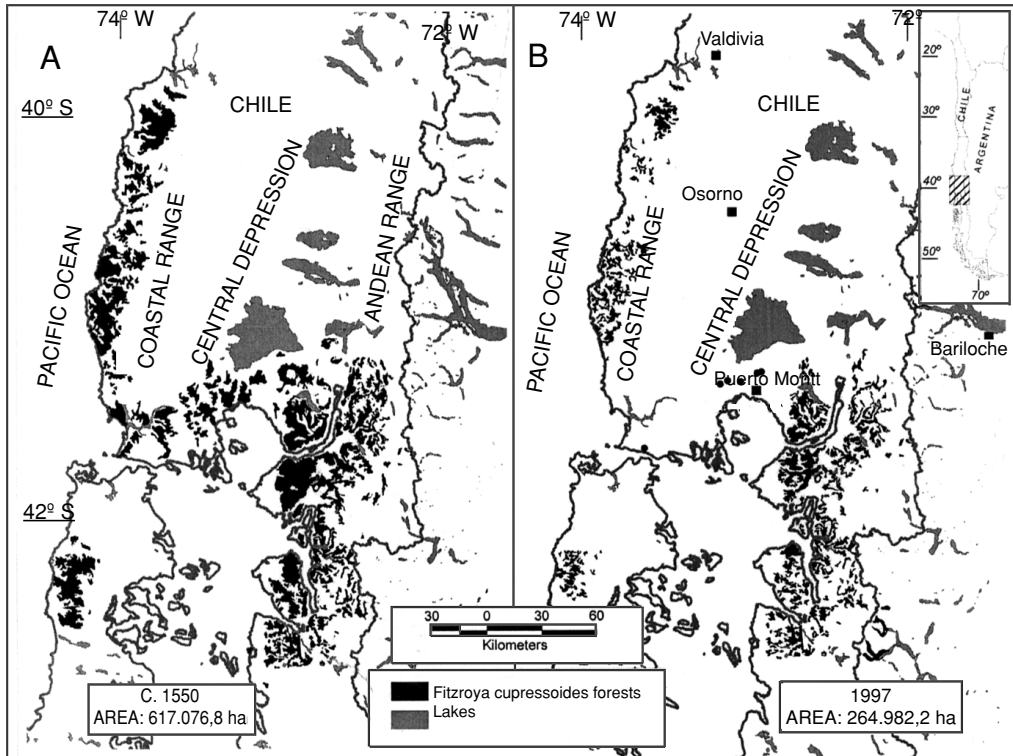 74º W
72º W
A
40º S
CHILE
PACIFIC OCEAN
COASTAL RANGE
CENTRAL DEPRESSION
ANDEAN RANGE
42º S
C. 1550
AREA: 617.076,8 ha
74º W
72º
B
Valdivia
CHILE
Osorno
PACIFIC OCEAN
COASTAL RANGE
CENTRAL DEPRESSION
Puerto Montt
Bariloche
20º
30º
40º
50º
70º
CHILE
ARGENTINA
30 0 30 60
Kilometers
Fitzroya cupressoides forests
Lakes
1997
AREA: 264.982,2 ha